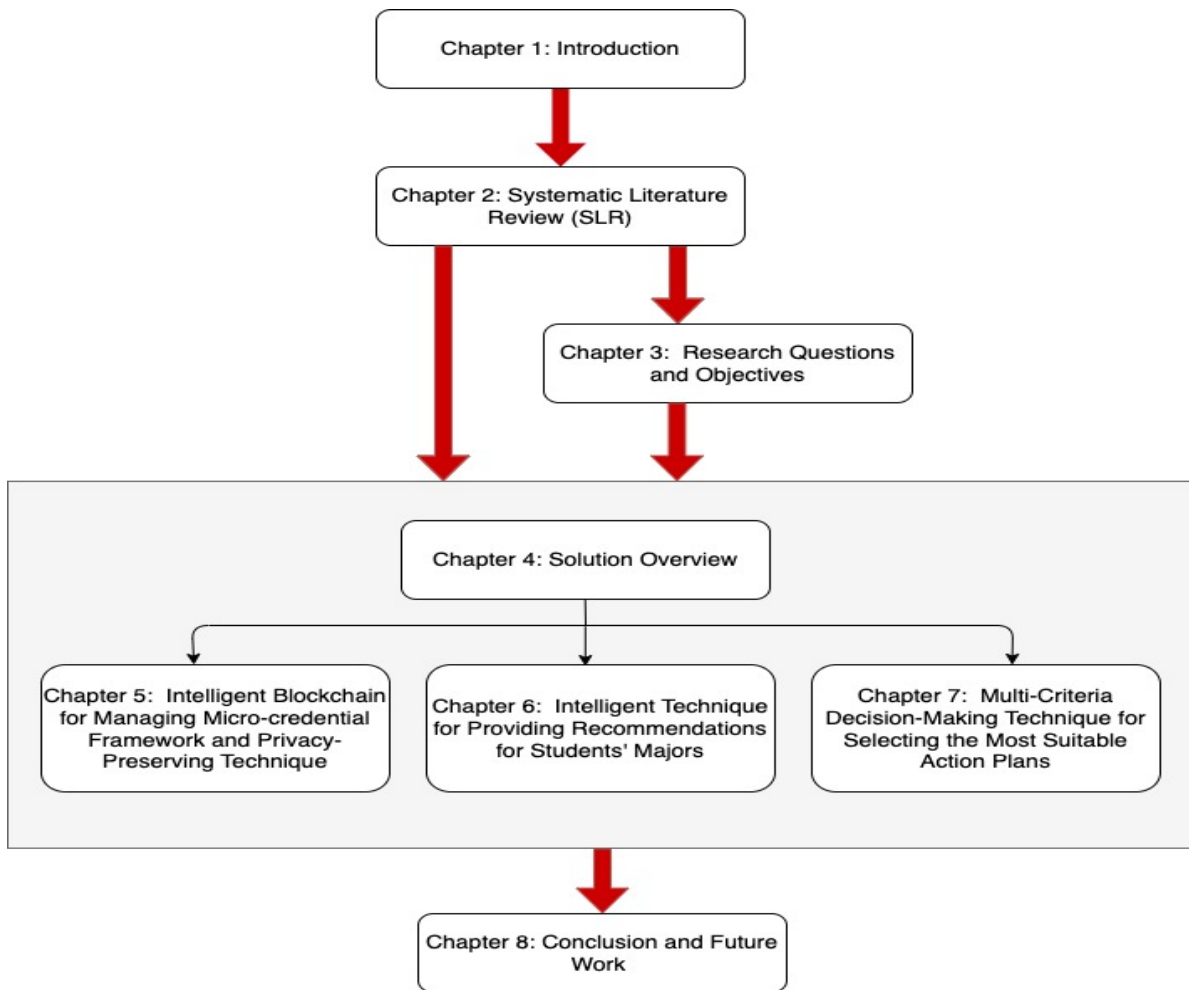 Chapter 1: Introduction
Chapter 2: Systematic Literature
Review (SLR)
Chapter 3:  Research Questions
and Objectives
Chapter 4: Solution Overview
Chapter 5:  Intelligent Blockchain
for Managing Micro-credential
Framework and Privacy-
Preserving Technique
Chapter 6:  Intelligent Technique
for Providing Recommendations
for Students' Majors
Chapter 7:  Multi-Criteria
Decision-Making Technique for
Selecting the Most Suitable
Action Plans
Chapter 8: Conclusion and Future
Work